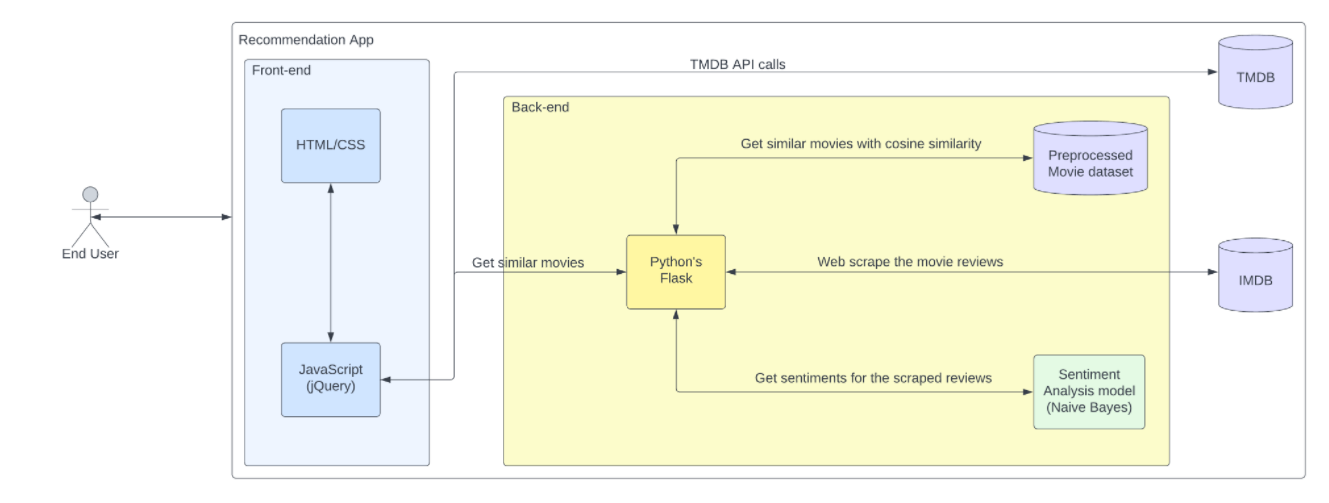 Recommendation App
Front-end
TMDB API calls
TMDB
Back-end
HTML/CSS
Get similar movies with cosine similarity
Preprocessed
Movie dataset
End User
Get similar movies
Python's
Flask
Web scrape the movie reviews
IMDB
JavaScript
(jQuery)
Get sentiments for the scraped reviews
Sentiment
Analysis model
(Naive Bayes)